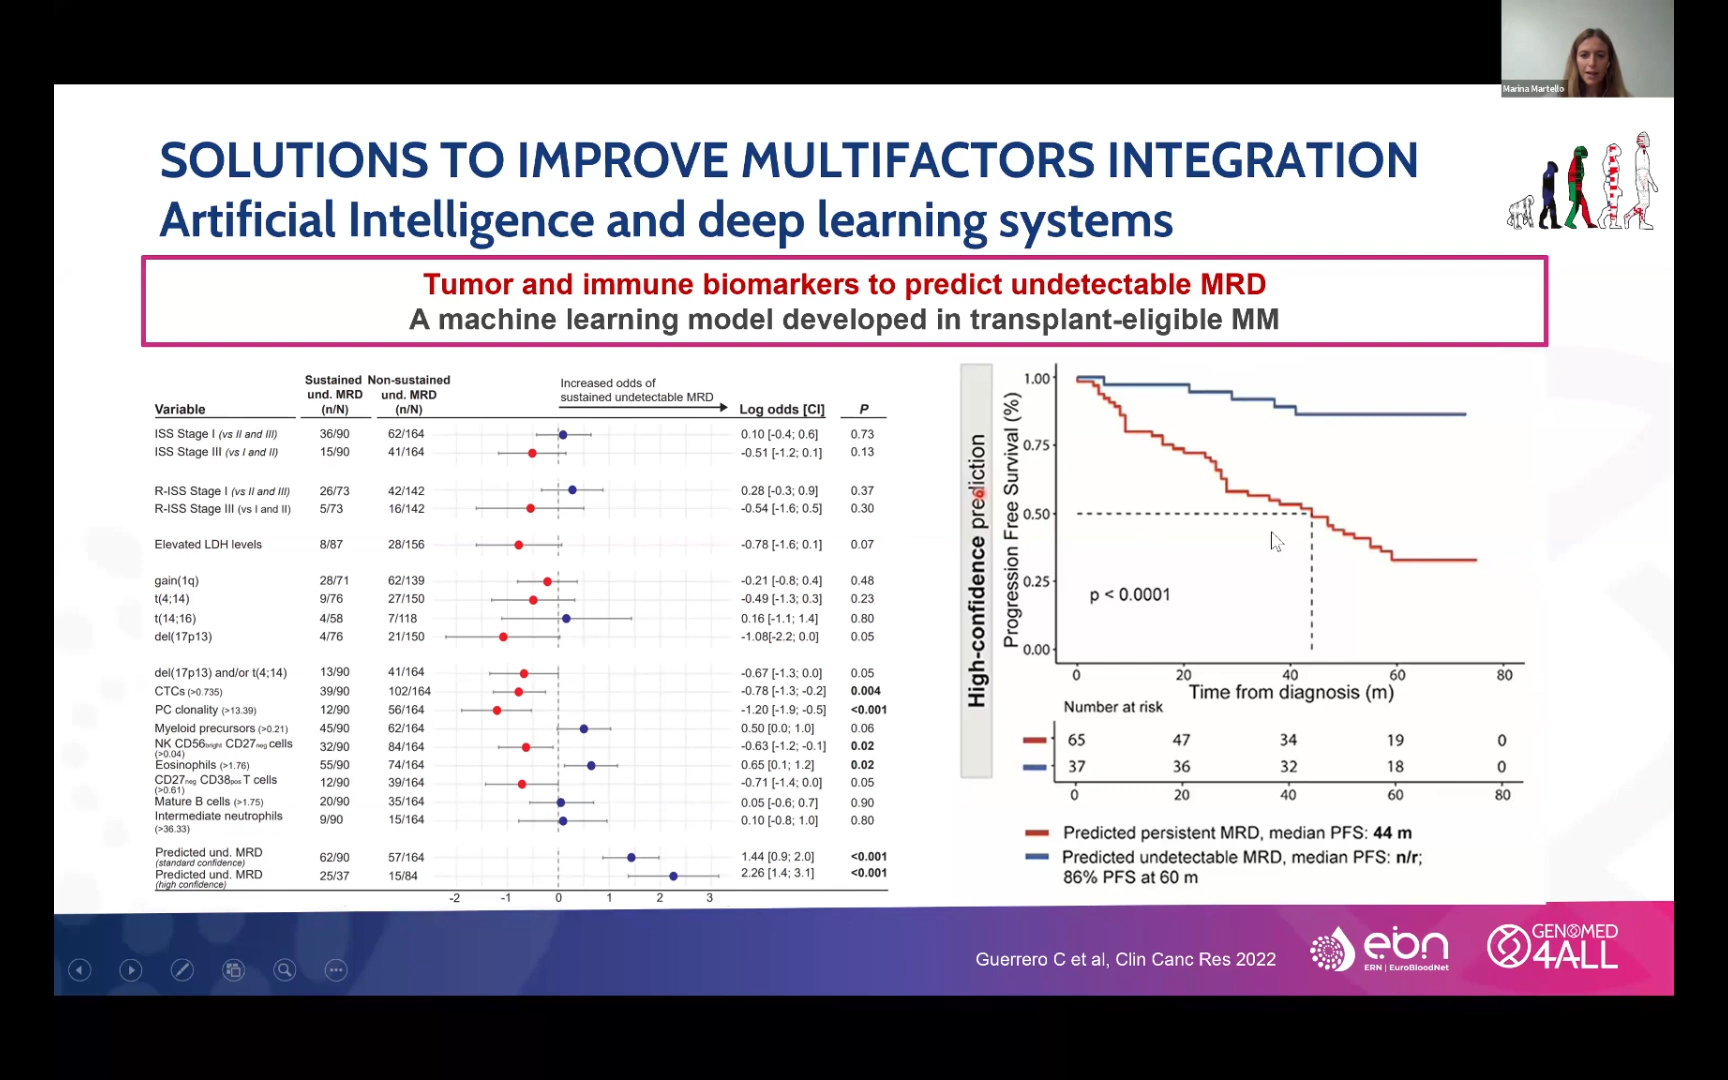 Marina Martello
SOLUTIONS TO IMPROVE MULTIFACTORS INTEGRATION
Artificial Intelligence and deep learning systems
Tumor and immune biomarkers to predict undetectable MRD
A machine learning model developed in transplant-eligible MM
Variable
Sustained und. MRD (n/N)
Non-sustained und. MRD (n/N)
Increased odds of
sustained undetectable MRD
Log odds [CI]
P
ISS Stage I (vs II and III) 36/90 62/164 0.10 [-0.4; 0.6] 0.73
ISS Stage III (vs I and II) 15/90 41/164 -0.51 [-1.2; 0.1] 0.13
R-ISS Stage I (vs II and III) 26/73 42/142 0.28 [-0.3; 0.9] 0.37
R-ISS Stage III (vs I and II) 5/73 16/142 -0.54 [-1.6; 0.5] 0.30
Elevated LDH levels 8/87 28/156 -0.78 [-1.6; 0.1] 0.07
gain(1q) 28/71 62/139 -0.21 [-0.8; 0.4] 0.48
t(4;14) 9/76 27/150 -0.49 [-1.3; 0.3] 0.23
t(14;16) 4/58 7/118 0.16 [-1.1; 1.4] 0.80
del(17p13) 4/76 21/150 -1.08[-2.2; 0.0] 0.05
del(17p13) and/or t(4;14) 13/90 41/164 -0.67 [-1.3; 0.0] 0.05
CTCs (>0.735) 39/90 102/164 -0.78 [-1.3; -0.2] 0.004
PC clonality (>13.39) 12/90 56/164 -1.20 [-1.9; -0.5] <0.001
Myeloid precursors (>0.21) 45/90 62/164 0.50 [0.0; 1.0] 0.06
NK CD56bright CD27neg cells (>0.04) 32/90 84/164 -0.63 [-1.2; -0.1] 0.02
Eosinophils (>1.76) 55/90 74/164 0.65 [0.1; 1.2] 0.02
CD27neg CD38pos T cells (>0.61) 12/90 39/164 -0.71 [-1.4; 0.0] 0.05
Mature B cells (>1.75) 20/90 35/164 0.05 [-0.6; 0.7] 0.90
Intermediate neutrophils (>36.33) 9/90 15/164 0.10 [-0.8; 1.0] 0.80
Predicted und. MRD (standard confidence) 62/90 57/164 1.44 [0.9; 2.0] <0.001
Predicted und. MRD (high confidence) 25/37 15/84 2.26 [1.4; 3.1] <0.001
-2 -1 0 1 2 3
High-confidence prediction
Progression Free Survival (%)
1.00
0.75
0.50
0.25
0.00
p < 0.0001
0 20 40 60 80
Time from diagnosis (m)
Number at risk
65 47 34 19 0
37 36 32 18 0
0 20 40 60 80
Predicted persistent MRD, median PFS: 44 m
Predicted undetectable MRD, median PFS: n/r;
86% PFS at 60 m
Guerrero C et al, Clin Canc Res 2022
ebn
ERN | EuroBloodNet
GENOMED
4ALL